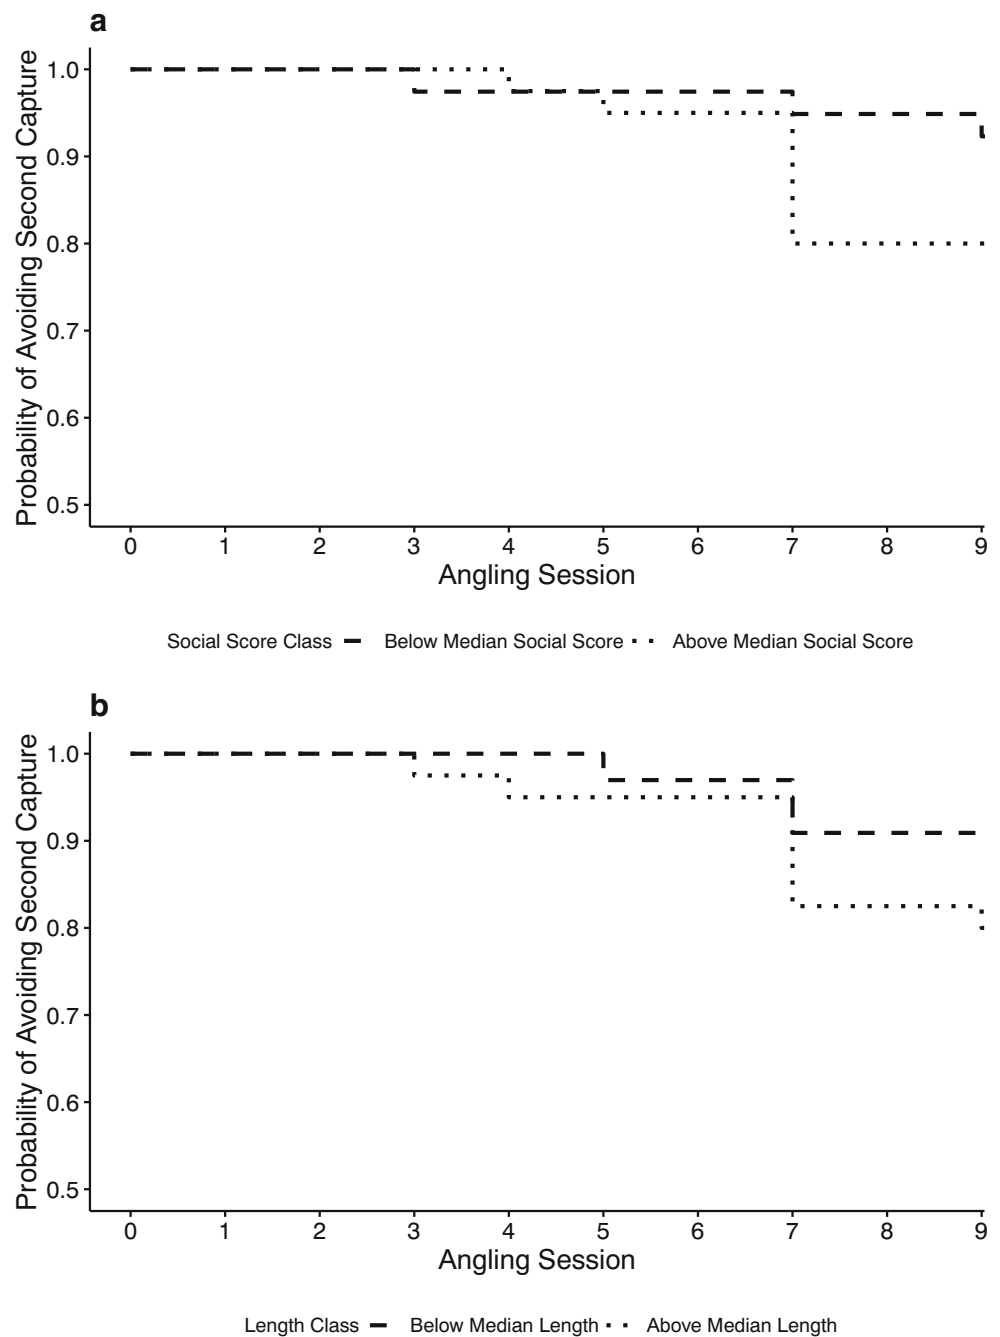 a
Probability of Avoiding Second Capture
1.0
0.9
0.8
0.7
0.6
0.5
0 1 2 3 4 5 6 7 8 9
Angling Session
Social Score Class Below Median Social Score Above Median Social Score
b
Probability of Avoiding Second Capture
1.0
0.9
0.8
0.7
0.6
0.5
0 1 2 3 4 5 6 7 8 9
Angling Session
Length Class Below Median Length Above Median Length